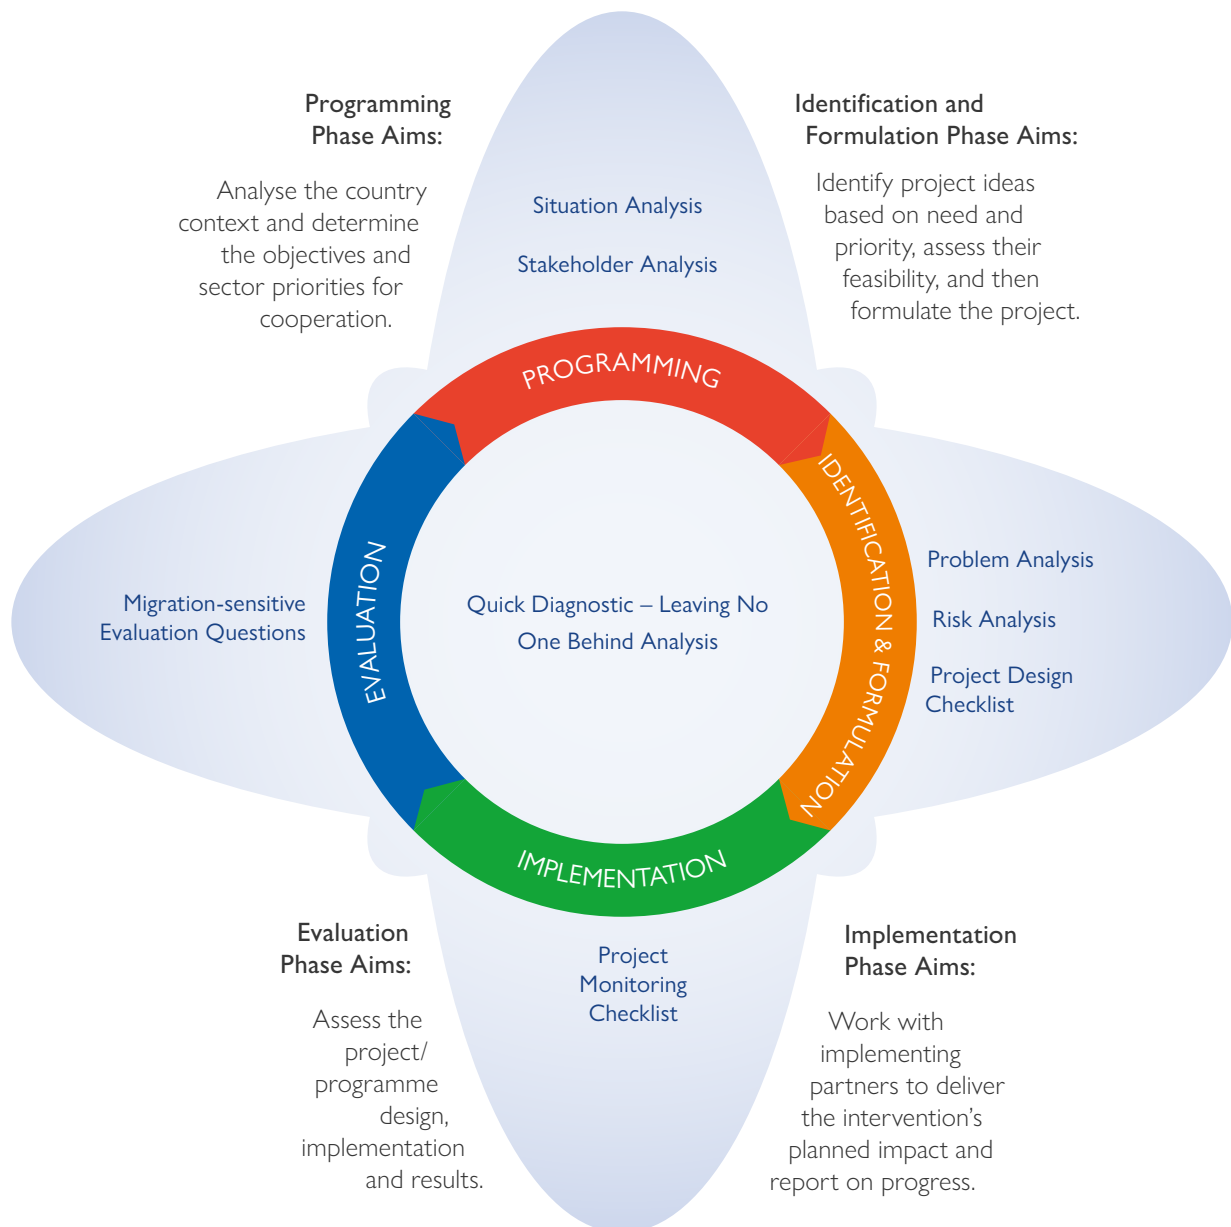 Programming
Phase Aims:
Analyse the country
context and determine
the objectives and
sector priorities for
cooperation.
Identification and
Formulation Phase Aims:
Identify project ideas
based on need and
priority, assess their
feasibility, and then
formulate the project.
Situation Analysis
Stakeholder Analysis
PROGRAMMING
IDENTIFICATION & FORMULATION
Problem Analysis
Risk Analysis
Project Design
Checklist
Quick Diagnostic – Leaving No
One Behind Analysis
EVALUATION
Migration-sensitive
Evaluation Questions
IMPLEMENTATION
Project
Monitoring
Checklist
Evaluation
Phase Aims:
Assess the
project/
programme
design,
implementation
and results.
Implementation
Phase Aims:
Work with
implementing
partners to deliver
the intervention’s
planned impact and
report on progress.